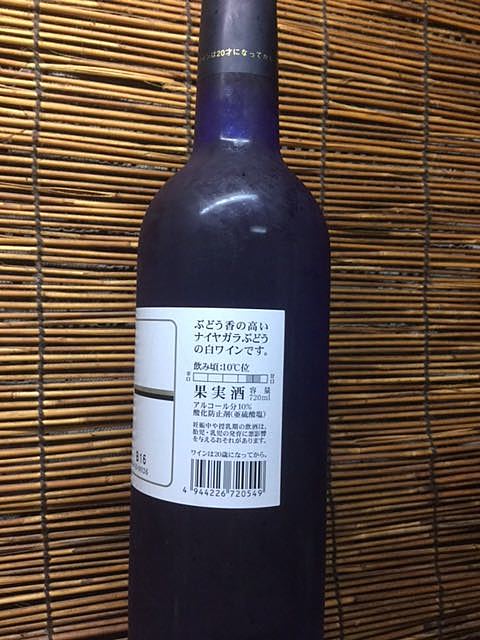 ワインは20才になってから
ぶどう香の高い
ナイヤガラぶどう
の白ワインです。
飲み頃:10℃位
辛口 甘口
果実酒 容量 720ml
アルコール分10%
酸化防止剤(亜硫酸塩)
妊娠中や授乳期の飲酒は、
胎児・乳児の発育に悪影響
を与えるおそれがあります。
ワインは20歳になってから。
B16
4 944226 720549